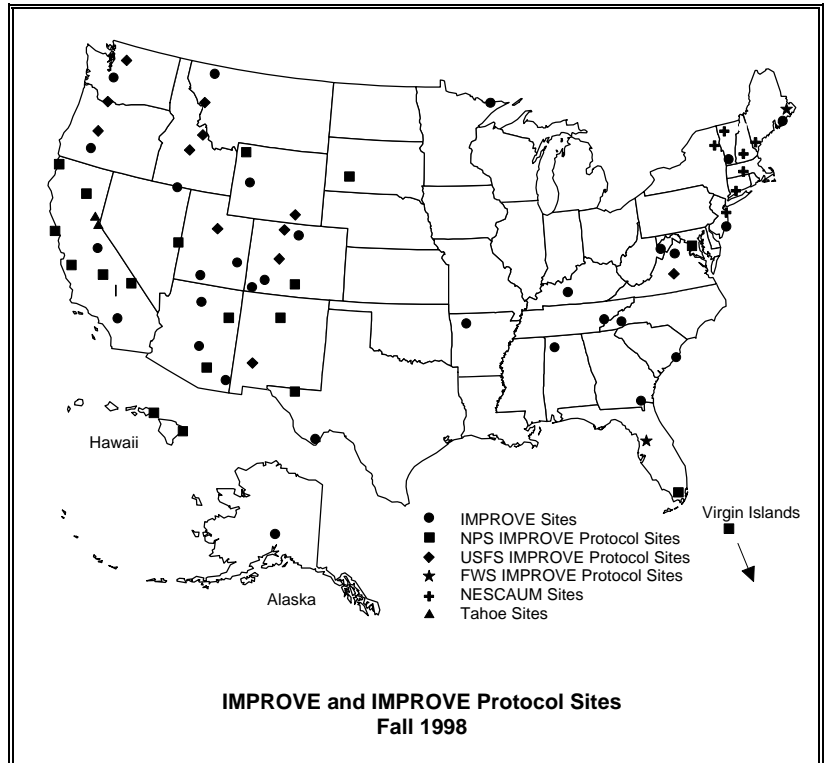 Hawaii
Alaska
Virgin Islands
IMPROVE Sites
NPS IMPROVE Protocol Sites
USFS IMPROVE Protocol Sites
FWS IMPROVE Protocol Sites
NESCAUM Sites
Tahoe Sites
IMPROVE and IMPROVE Protocol Sites
Fall 1998